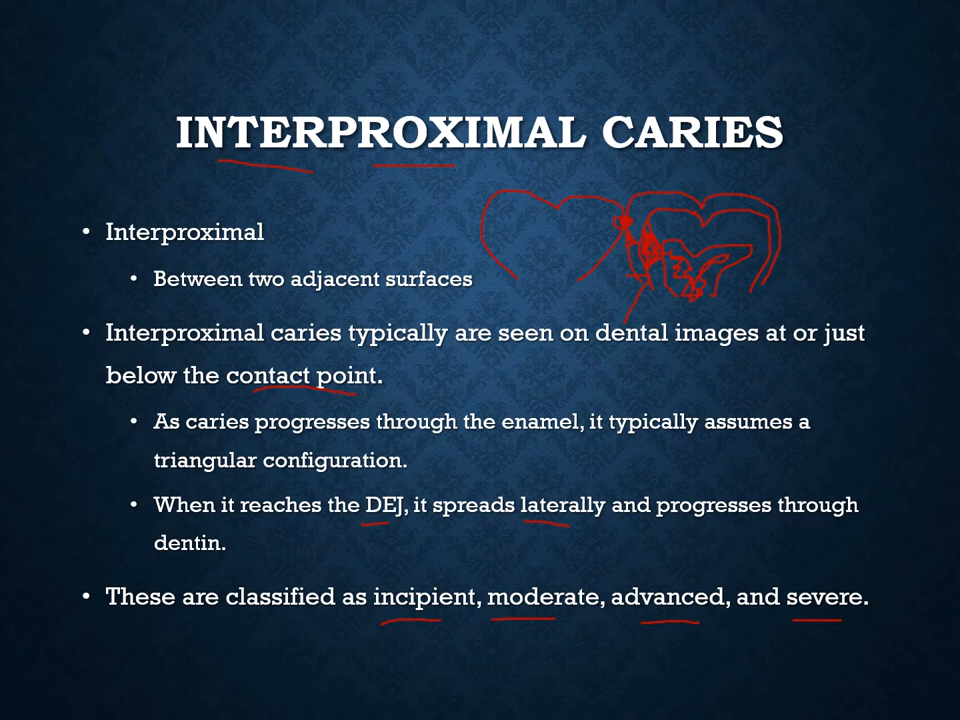 INTERPROXIMAL CARIES
• Interproximal
• Between two adjacent surfaces
• Interproximal caries typically are seen on dental images at or just
below the contact point.
• As caries progresses through the enamel, it typically assumes a
triangular configuration.
• When it reaches the DEJ, it spreads laterally and progresses through
dentin.
• These are classified as incipient, moderate, advanced, and severe.